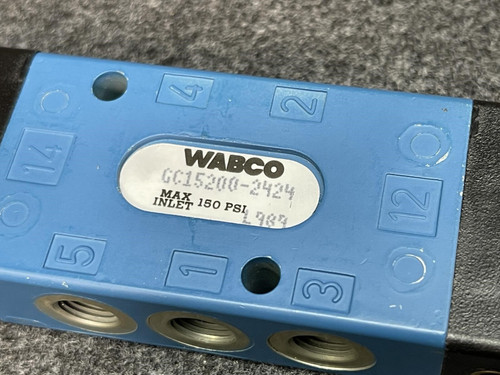 4 2
14
WABCO
GC15200-2424
MAX
INLET 150 PSI
1989
12
5 1 3